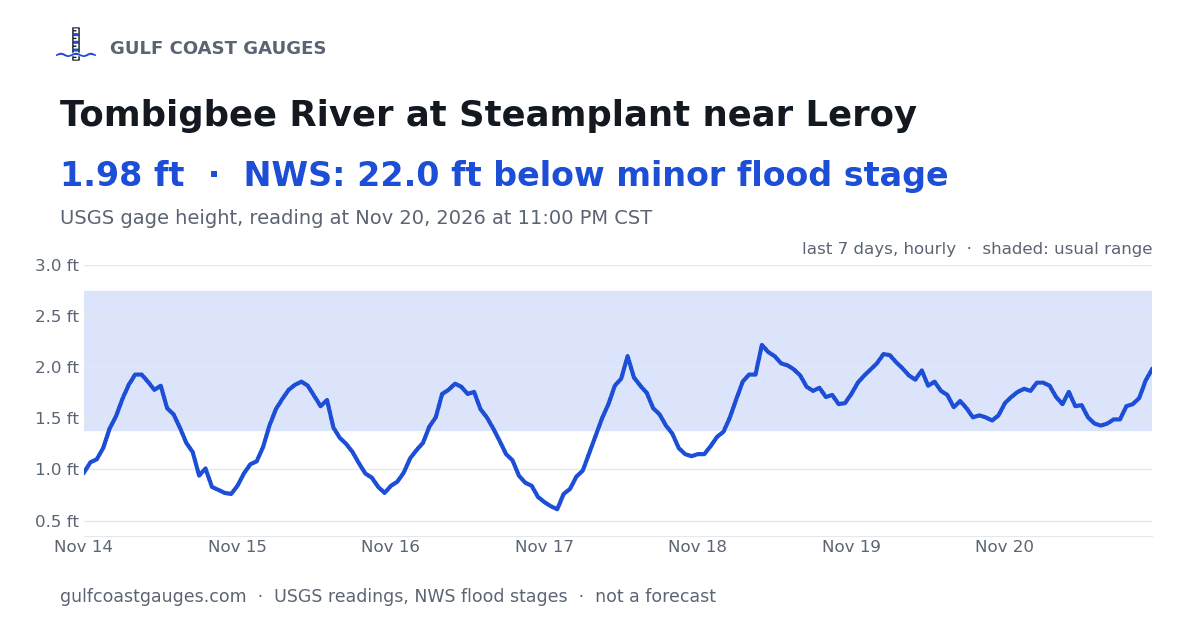 GULF COAST GAUGES
Tombigbee River at Steamplant near Leroy
1.98 ft · NWS: 22.0 ft below minor flood stage
USGS gage height, reading at Nov 20, 2026 at 11:00 PM CST
last 7 days, hourly · shaded: usual range
3.0 ft
2.5 ft
2.0 ft
1.5 ft
1.0 ft
0.5 ft
Nov 14 Nov 15 Nov 16 Nov 17 Nov 18 Nov 19 Nov 20
gulfcoastgauges.com · USGS readings, NWS flood stages · not a forecast